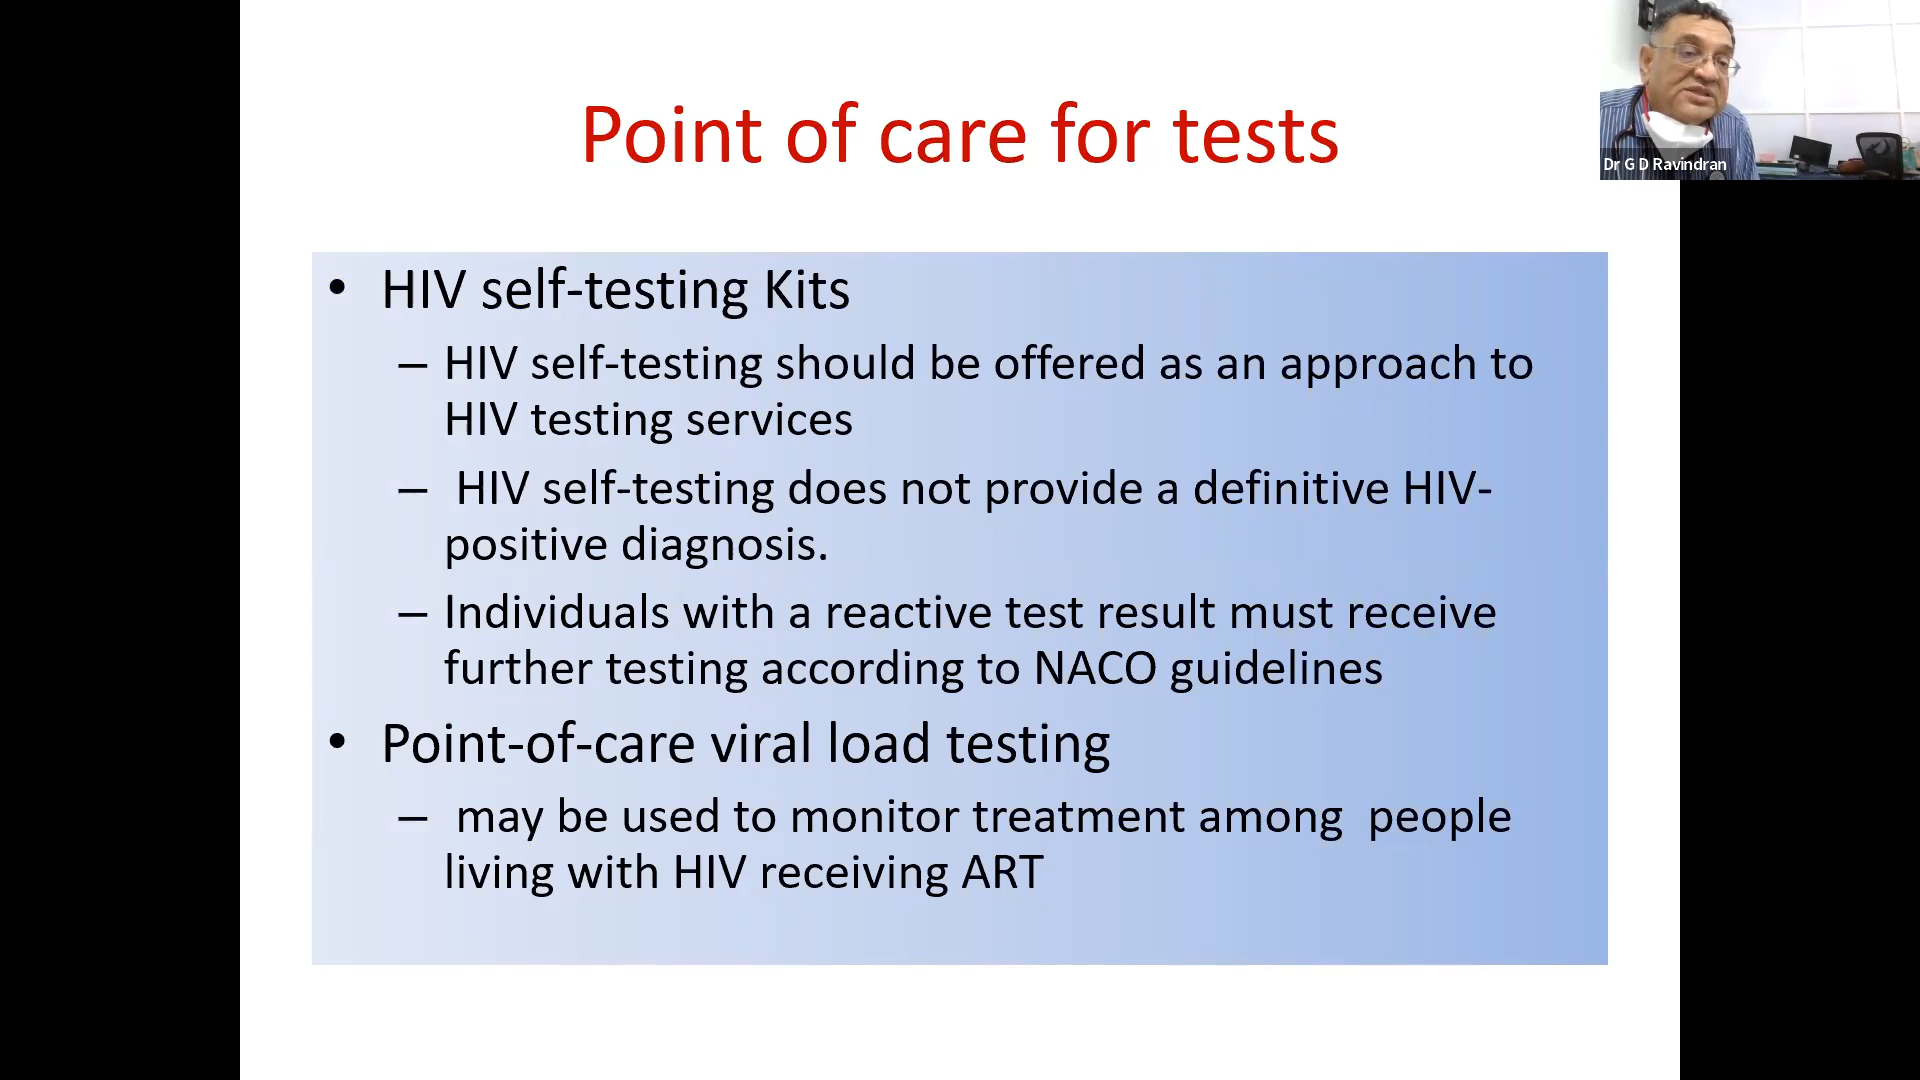 Point of care for tests
Dr G D Ravindran
• HIV self-testing Kits
– HIV self-testing should be offered as an approach to
HIV testing services
– HIV self-testing does not provide a definitive HIV-
positive diagnosis.
– Individuals with a reactive test result must receive
further testing according to NACO guidelines
• Point-of-care viral load testing
– may be used to monitor treatment among people
living with HIV receiving ART